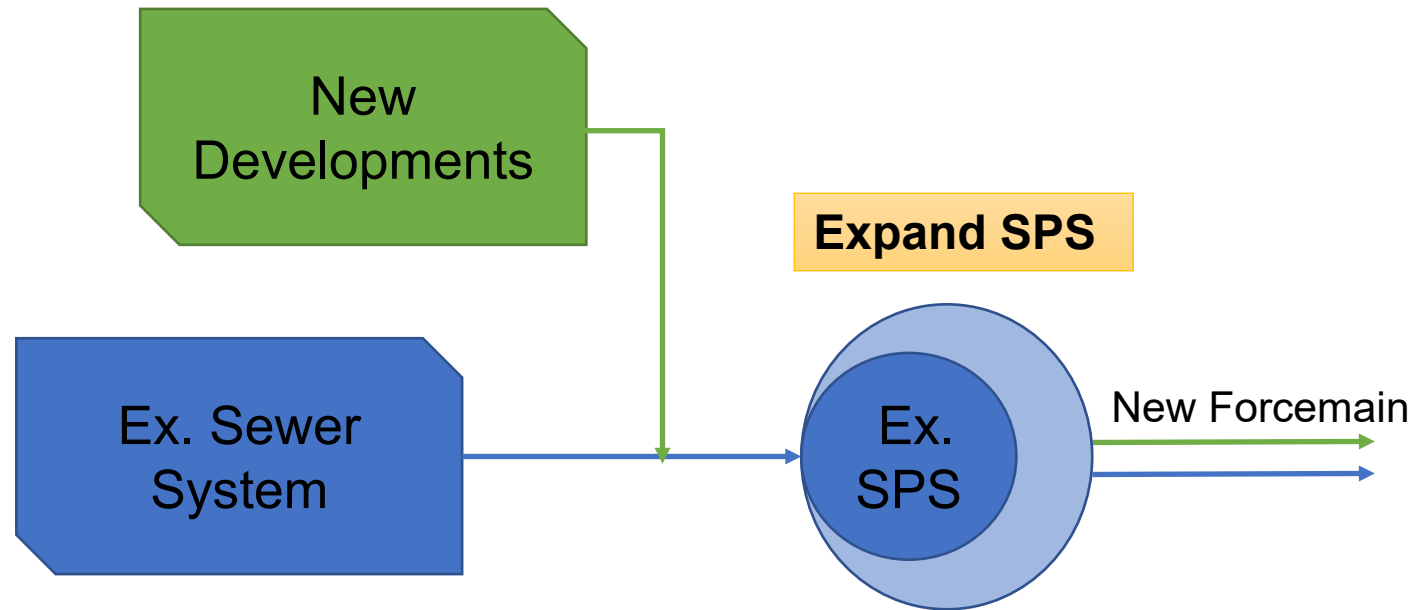 New
Developments
Expand SPS
Ex. Sewer
System
Ex.
SPS
New Forcemain